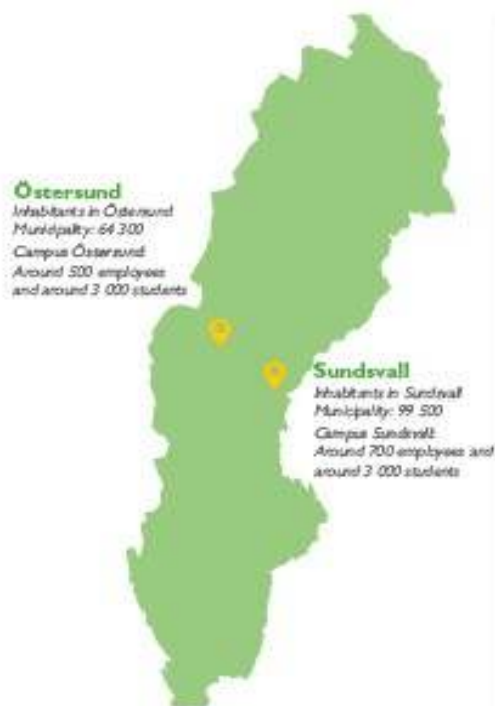 Östersund
Inhabitants in Östersund
Municipality: 64 300
Campus Östersund
Around 500 employees
and around 3 000 students
Sundsvall
Inhabitants in Sundsvall
Municipality: 99 500
Campus Sundsvall:
Around 700 employees and
around 3 000 students